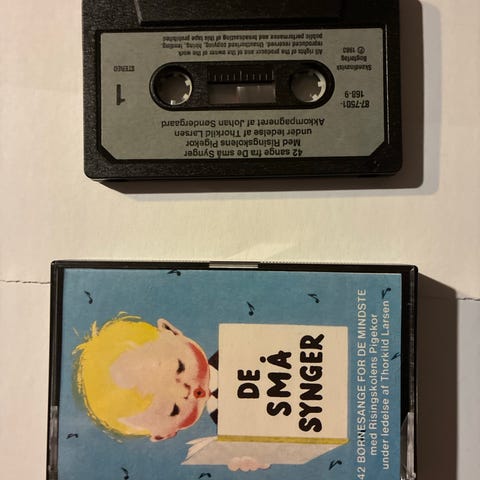 42 sange fra De små Synger
Med Risingskolens Pigekor
under ledelse af Thorkild Larsen
Akkompagneret af Johan Søndergaard
1
STEREO
87-7501-
168-9
Skandinavisk
Bogforlag
Ⓟ 1983
All rights of the producer and of the owner of the work
reproduced reserved. Unauthorised copying, hiring, lending,
public performance and broadcasting of this tape prohibited
DE
SMÅ
SYNGER
42 BØRNESANGE FOR DE MINDSTE
med Risingskolens Pigekor
under ledelse af Thorkild Larsen